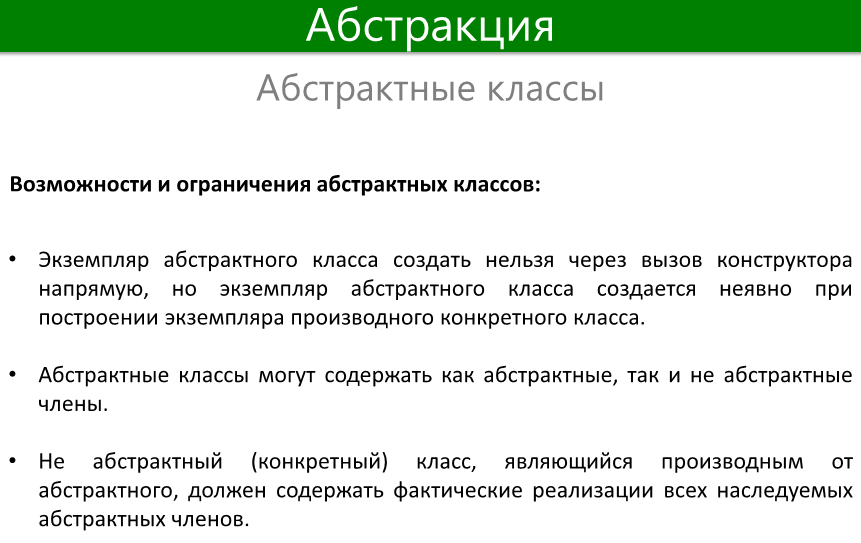 Абстракция
Абстрактные классы
Возможности и ограничения абстрактных классов:
• Экземпляр абстрактного класса создать нельзя через вызов конструктора
напрямую, но экземпляр абстрактного класса создается неявно при
построении экземпляра производного конкретного класса.
• Абстрактные классы могут содержать как абстрактные, так и не абстрактные
члены.
• Не абстрактный (конкретный) класс, являющийся производным от
абстрактного, должен содержать фактические реализации всех наследуемых
абстрактных членов.